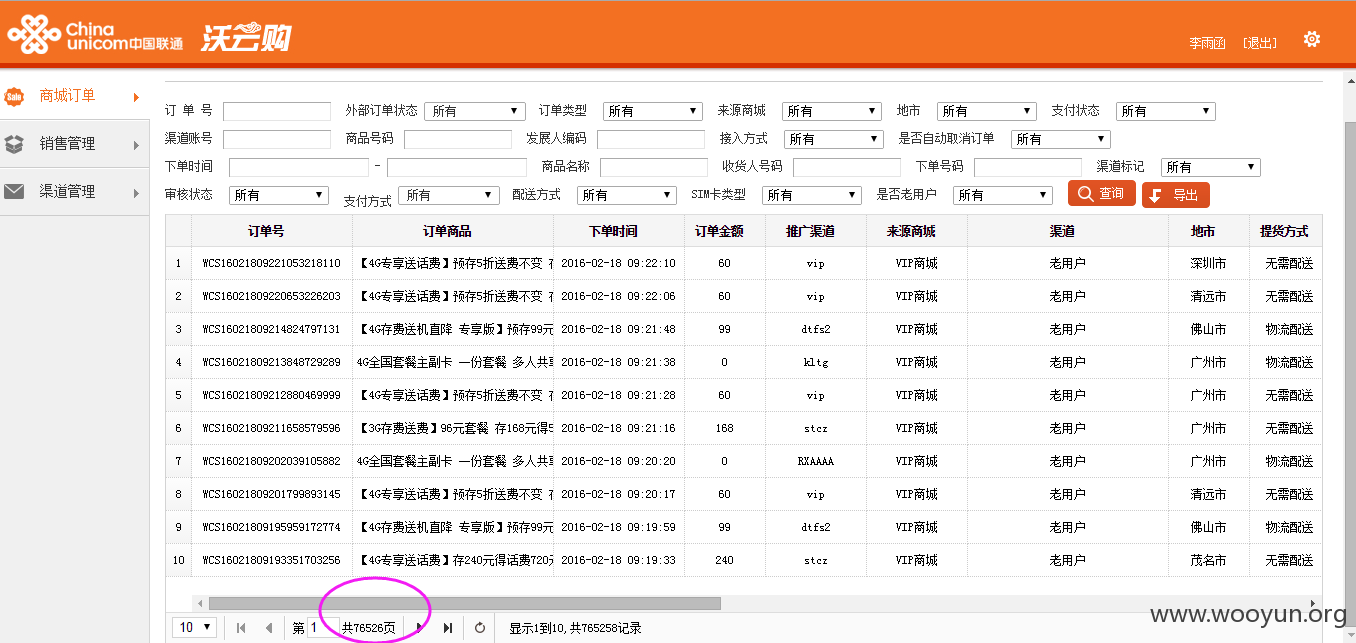 China
unicom中国联通 沃云购
李雨函 [退出]
Sale 商城订单
销售管理
渠道管理
订 单 号 外部订单状态 所有 订单类型 所有 来源商城 所有 地市 所有 支付状态 所有
渠道账号 商品号码 发展人编码 接入方式 所有 是否自动取消订单 所有
下单时间 - 商品名称 收货人号码 下单号码 渠道标记 所有
审核状态 所有 支付方式 所有 配送方式 所有 SIM卡类型 所有 是否老用户 所有 查询 导出
订单号 订单商品 下单时间 订单金额 推广渠道 来源商城 渠道 地市 提货方式
1 WCS16021809221053218110 【4G专享送话费】预存5折送费不变 存 2016-02-18 09:22:10 60 vip VIP商城 老用户 深圳市 无需配送
2 WCS16021809220653226203 【4G专享送话费】预存5折送费不变 存 2016-02-18 09:22:06 60 vip VIP商城 老用户 清远市 无需配送
3 WCS16021809214824797131 【4G存费送机直降 专享版】预存99元 2016-02-18 09:21:48 99 dtfs2 VIP商城 老用户 佛山市 物流配送
4 WCS16021809213848729289 4G全国套餐主副卡 一份套餐 多人共享 2016-02-18 09:21:38 0 kltg VIP商城 老用户 广州市 物流配送
5 WCS16021809212880469999 【4G专享送话费】预存5折送费不变 存 2016-02-18 09:21:28 60 vip VIP商城 老用户 广州市 无需配送
6 WCS16021809211658579596 【3G存费送费】96元套餐 存168元得5 2016-02-18 09:21:16 168 stcz VIP商城 老用户 广州市 无需配送
7 WCS16021809202039105882 4G全国套餐主副卡 一份套餐 多人共享 2016-02-18 09:20:20 0 RXAAAA VIP商城 老用户 广州市 物流配送
8 WCS16021809201799893145 【4G专享送话费】预存5折送费不变 存 2016-02-18 09:20:17 60 vip VIP商城 老用户 清远市 无需配送
9 WCS16021809195959172774 【4G存费送机直降 专享版】预存99元 2016-02-18 09:19:59 99 dtfs2 VIP商城 老用户 佛山市 物流配送
10 WCS16021809193351703256 【4G专享送话费】存240元得话费720元 2016-02-18 09:19:33 240 stcz VIP商城 老用户 茂名市 无需配送
www.wooyun.org
10 第 1 共76526页 显示1到10,共765258记录